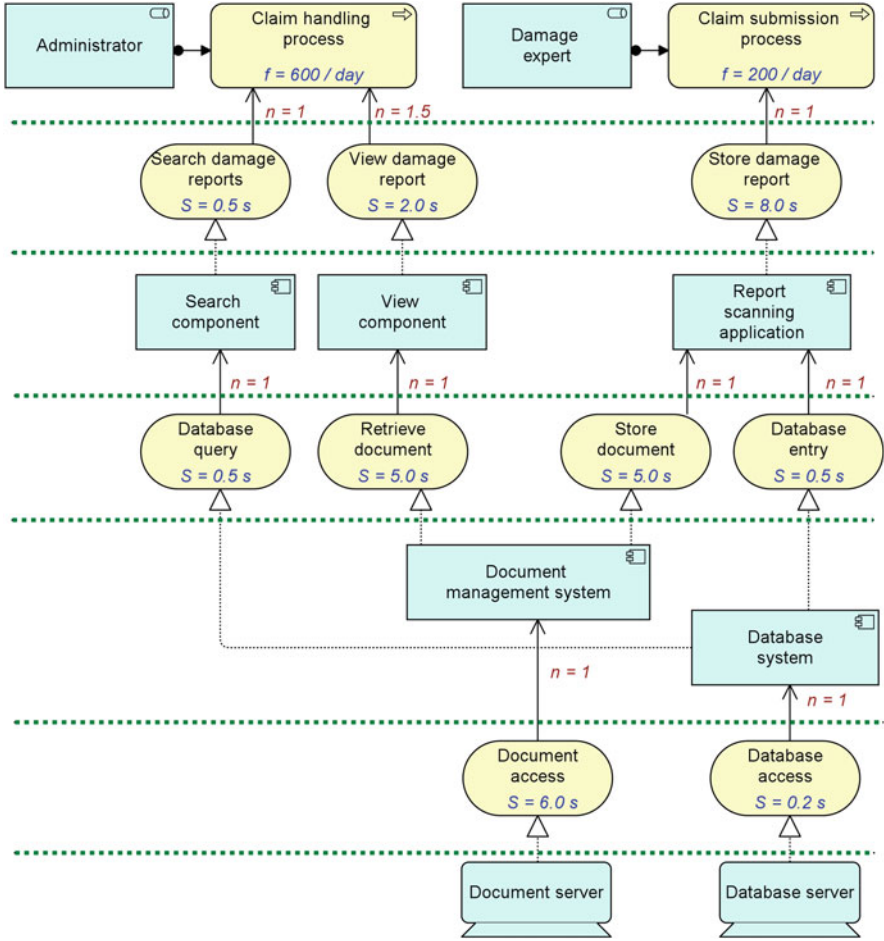 Administrator
Claim handling
process
f = 600 / day
Damage
expert
Claim submission
process
f = 200 / day
n = 1
n = 1.5
n = 1
Search damage
reports
S = 0.5 s
View damage
report
S = 2.0 s
Store damage
report
S = 8.0 s
Search
component
View
component
Report
scanning
application
n = 1
n = 1
n = 1
n = 1
Database
query
S = 0.5 s
Retrieve
document
S = 5.0 s
Store
document
S = 5.0 s
Database
entry
S = 0.5 s
Document
management system
Database
system
n = 1
n = 1
Document
access
S = 6.0 s
Database
access
S = 0.2 s
Document server
Database server